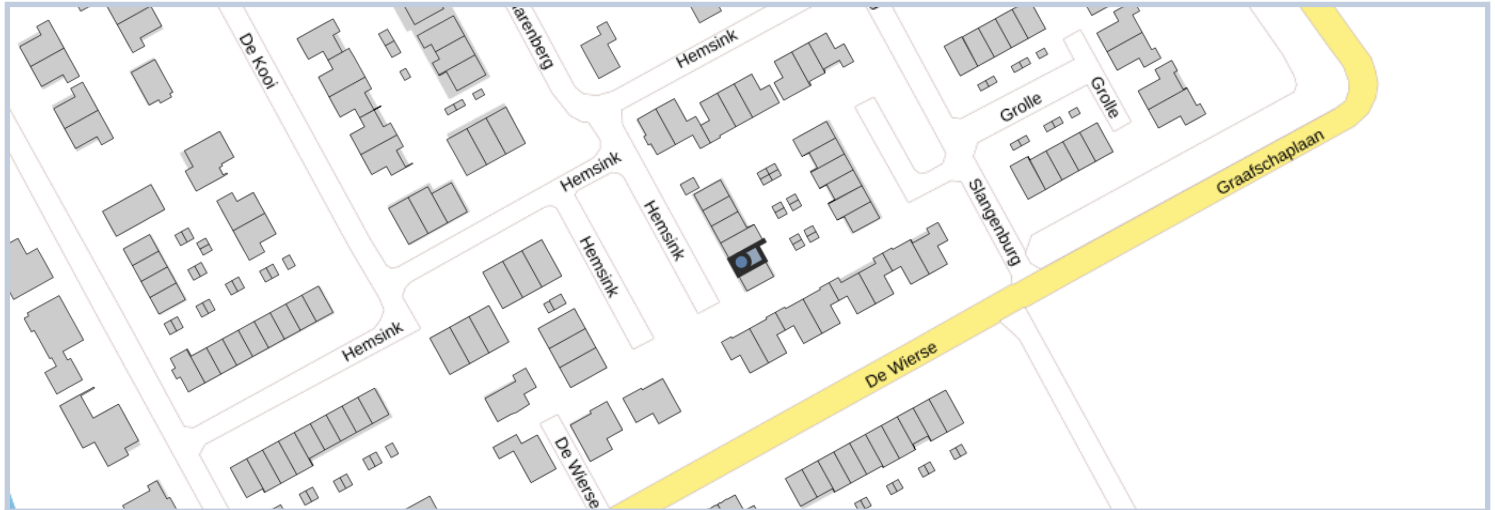 De Kooi
Hemsink
Hemsink
Grolle
Grolle
Graafschaplaan
Hemsink
Hemsink
Slangenburg
Hemsink
De Wierse
De Wierse